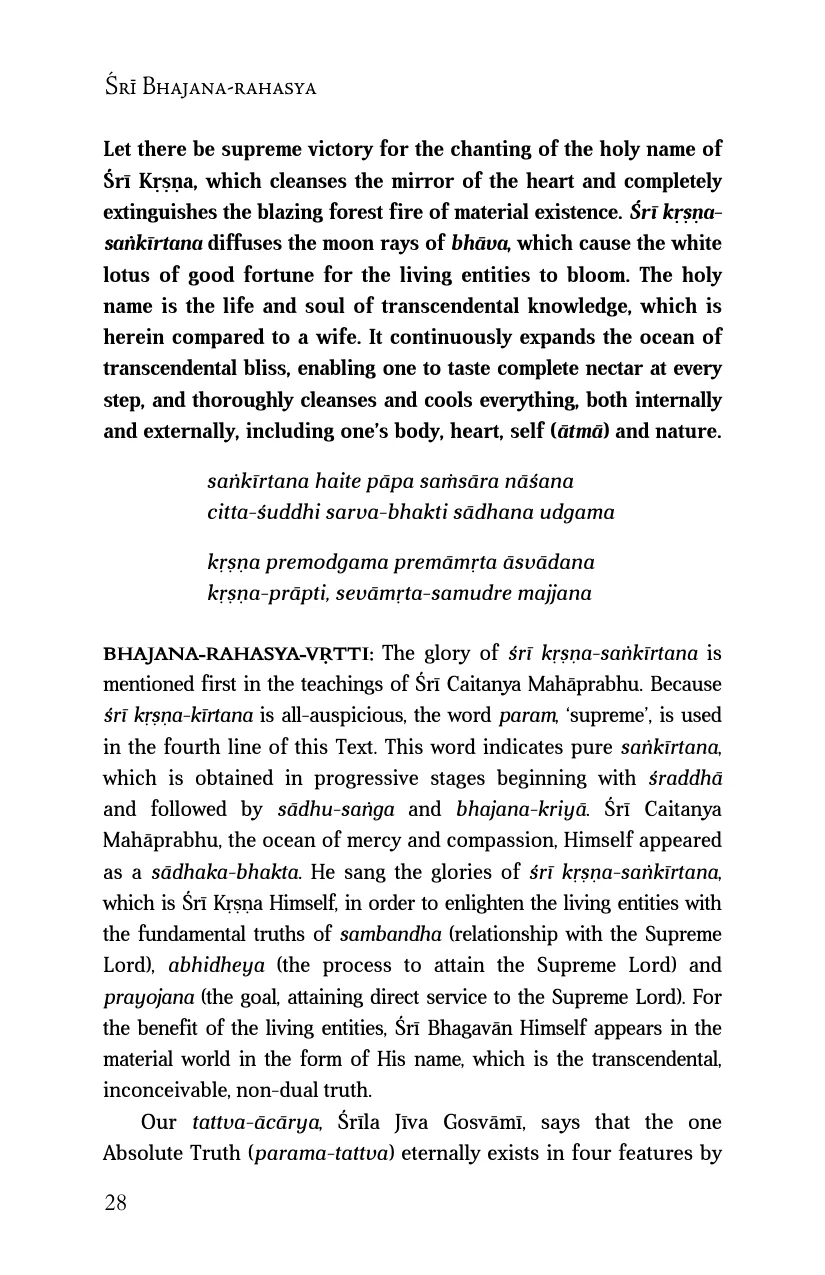 Śrī Bhajana-rahasya
Let there be supreme victory for the chanting of the holy name of
Śrī Kṛṣṇa, which cleanses the mirror of the heart and completely
extinguishes the blazing forest fire of material existence. Śrī kṛṣṇa-
saṅkīrtana diffuses the moon rays of bhāva, which cause the white
lotus of good fortune for the living entities to bloom. The holy
name is the life and soul of transcendental knowledge, which is
herein compared to a wife. It continuously expands the ocean of
transcendental bliss, enabling one to taste complete nectar at every
step, and thoroughly cleanses and cools everything, both internally
and externally, including one’s body, heart, self (ātmā) and nature.
saṅkīrtana haite pāpa saṁsāra nāśana
citta-śuddhi sarva-bhakti sādhana udgama
kṛṣṇa premodgama premāmṛta āsvādana
kṛṣṇa-prāpti, sevāmṛta-samudre majjana
BHAJANA-RAHASYA-VṚTTI: The glory of śrī kṛṣṇa-saṅkīrtana is
mentioned first in the teachings of Śrī Caitanya Mahāprabhu. Because
śrī kṛṣṇa-kīrtana is all-auspicious, the word param, ‘supreme’, is used
in the fourth line of this Text. This word indicates pure saṅkīrtana,
which is obtained in progressive stages beginning with śraddhā
and followed by sādhu-saṅga and bhajana-kriyā. Śrī Caitanya
Mahāprabhu, the ocean of mercy and compassion, Himself appeared
as a sādhaka-bhakta. He sang the glories of śrī kṛṣṇa-saṅkīrtana,
which is Śrī Kṛṣṇa Himself, in order to enlighten the living entities with
the fundamental truths of sambandha (relationship with the Supreme
Lord), abhidheya (the process to attain the Supreme Lord) and
prayojana (the goal, attaining direct service to the Supreme Lord). For
the benefit of the living entities, Śrī Bhagavān Himself appears in the
material world in the form of His name, which is the transcendental,
inconceivable, non-dual truth.
Our tattva-ācārya, Śrīla Jīva Gosvāmī, says that the one
Absolute Truth (parama-tattva) eternally exists in four features by
28